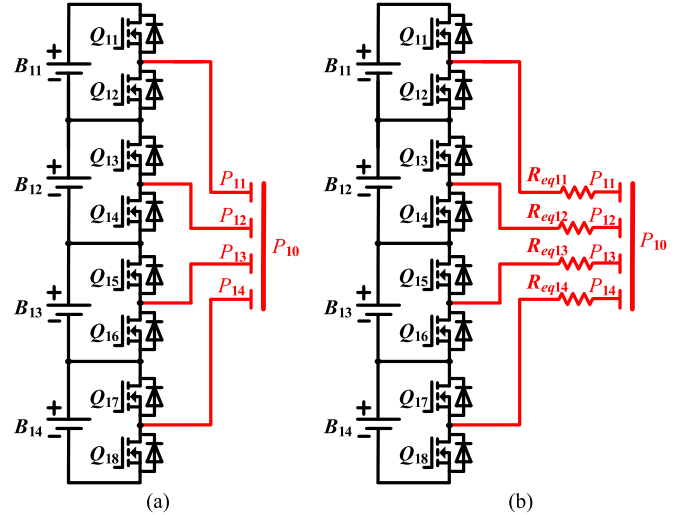 Q11
B11
Q12
Q13
B12
Q14
P11
P12
P13
P14
P10
Q15
B13
Q16
Q17
B14
Q18
(a)
Q11
B11
Q12
Q13
B12
Q14
Req11 P11
Req12 P12
Req13 P13
Req14 P14
P10
Q15
B13
Q16
Q17
B14
Q18
(b)